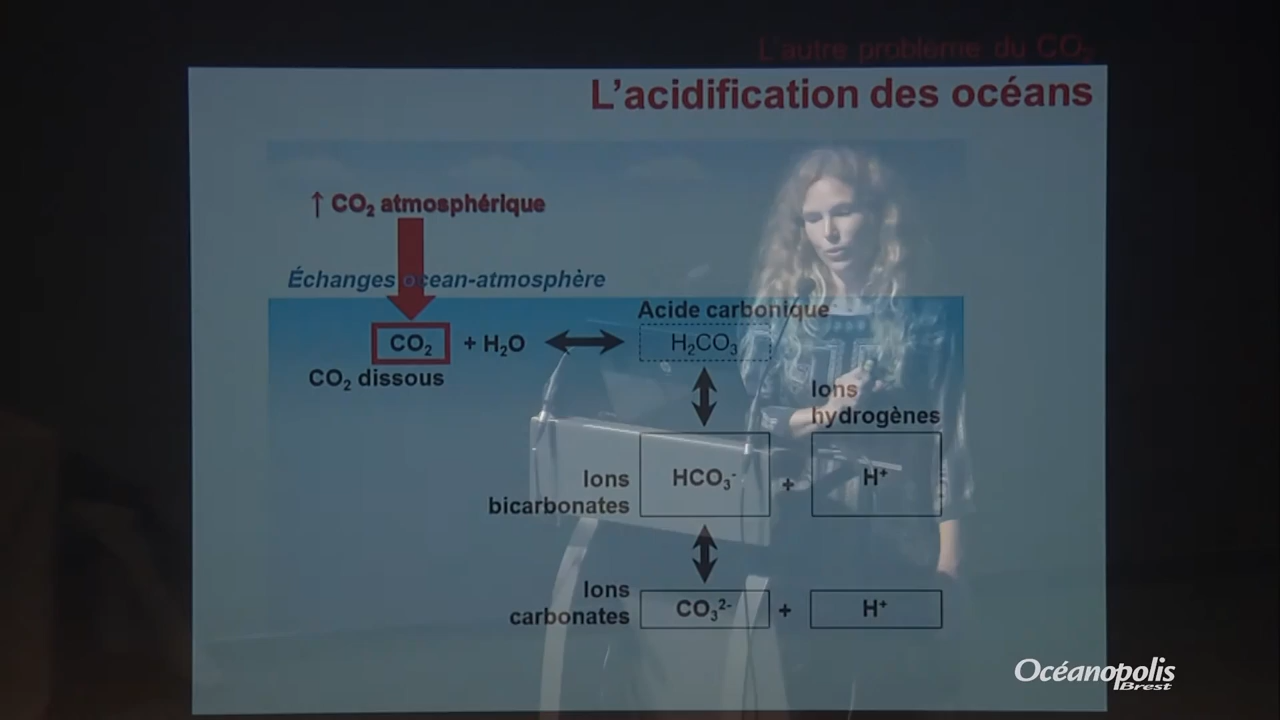 L'autre problème du CO₂
L'acidification des océans
↑ CO₂ atmosphérique
Échanges océan-atmosphère
Acide carbonique
CO₂ + H₂O
H₂CO₃
CO₂ dissous
Ions
hydrogènes
Ions
bicarbonates
HCO₃⁻ + H⁺
Ions
carbonates
CO₃²⁻ + H⁺
Océanopolis
Brest